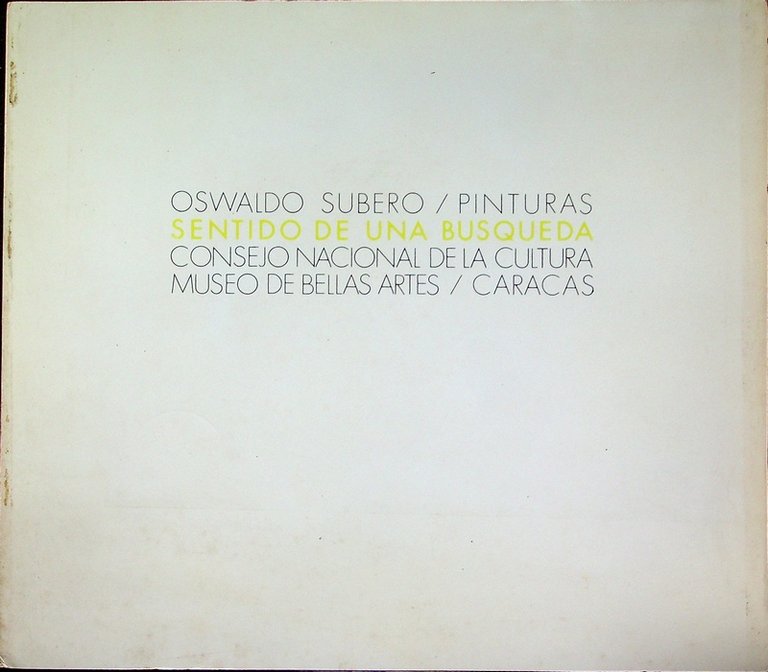 OSWALDO SUBERO / PINTURAS
SENTIDO DE UNA BUSQUEDA
CONSEJO NACIONAL DE LA CULTURA
MUSEO DE BELLAS ARTES / CARACAS